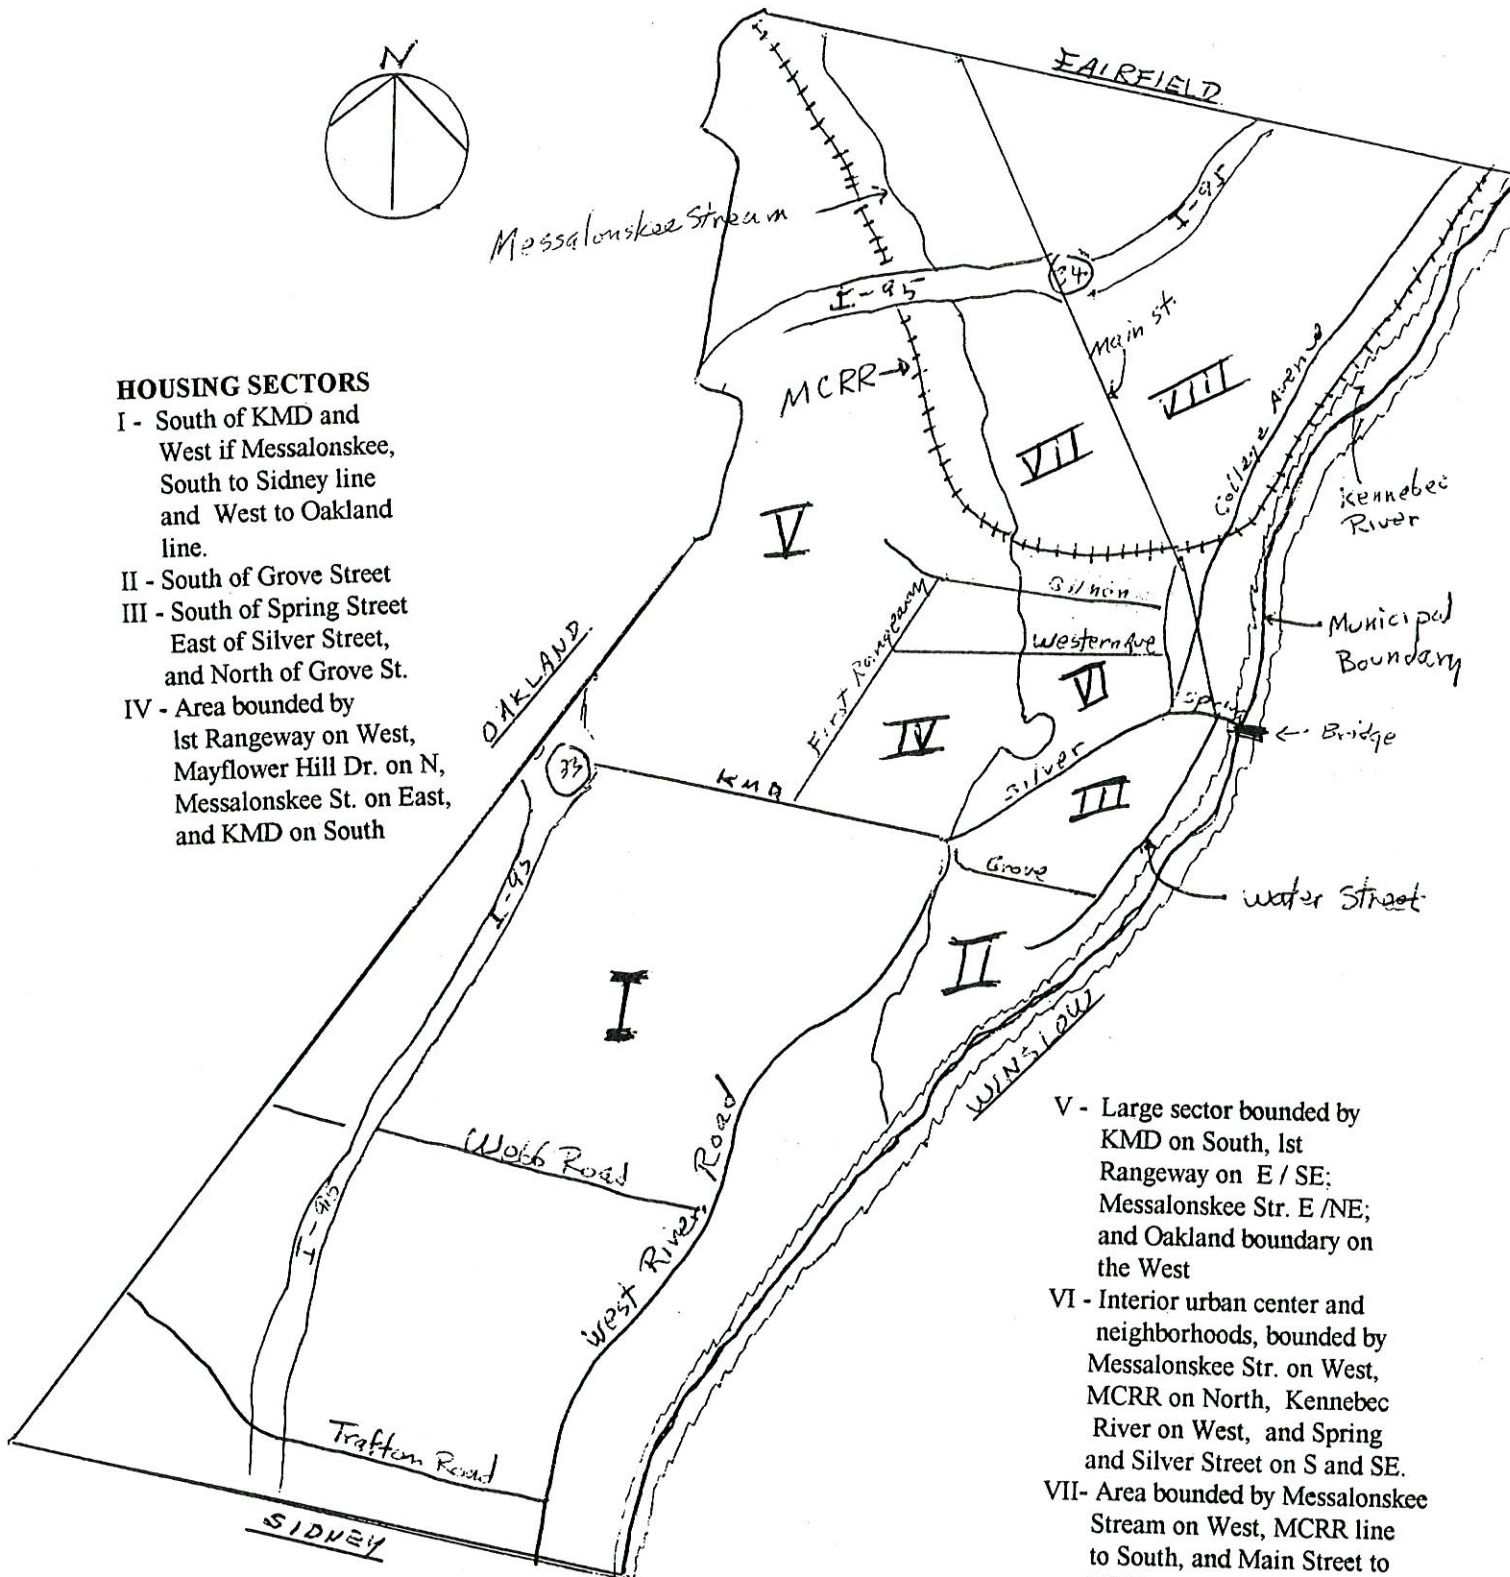 N
FAIRFIELD
I-95
Messalonskee Stream
34
I-95
Main St.
MCRR
VIII
VII
College Avenue
Kennebec
River
HOUSING SECTORS
I - South of KMD and
West if Messalonskee,
South to Sidney line
and West to Oakland
line.
II - South of Grove Street
III - South of Spring Street
East of Silver Street,
and North of Grove St.
IV - Area bounded by
1st Rangeway on West,
Mayflower Hill Dr. on N,
Messalonskee St. on East,
and KMD on South
V
Gilman
Western Ave
Municipal
Boundary
First Rangeway
OAKLAND
VI
Spring
IV
Bridge
33
KMD
Silver
III
Grove
Water Street
I-95
II
I
WINSLOW
Webb Road
I-95
West River Road
Trafton Road
SIDNEY
V - Large sector bounded by
KMD on South, 1st
Rangeway on E / SE;
Messalonskee Str. E /NE;
and Oakland boundary on
the West
VI - Interior urban center and
neighborhoods, bounded by
Messalonskee Str. on West,
MCRR on North, Kennebec
River on West, and Spring
and Silver Street on S and SE.
VII- Area bounded by Messalonskee
Stream on West, MCRR line
to South, and Main Street to